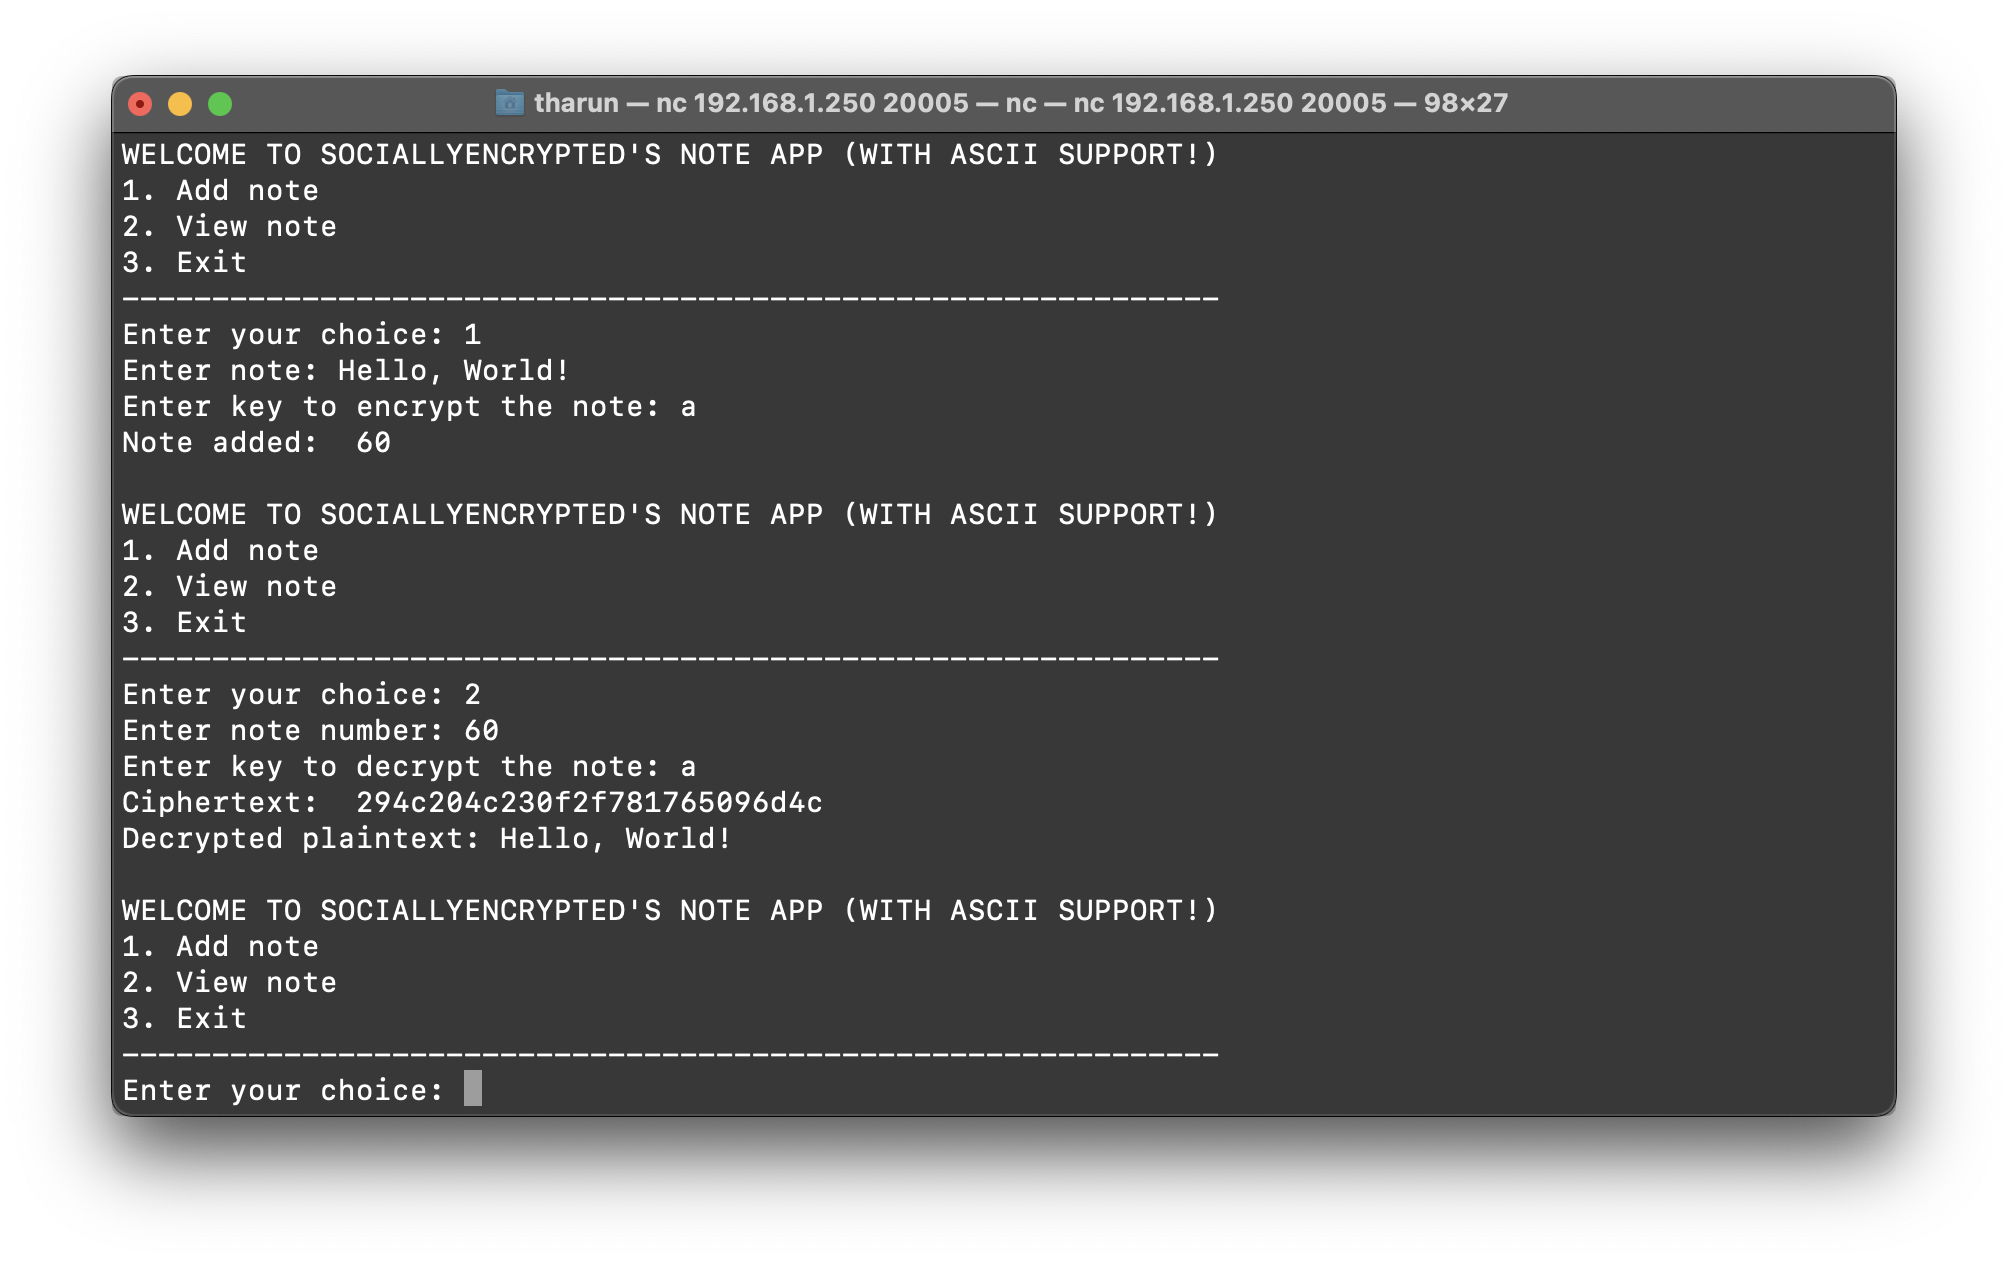 tharun — nc 192.168.1.250 20005 — nc — nc 192.168.1.250 20005 — 98×27
WELCOME TO SOCIALLYENCRYPTED'S NOTE APP (WITH ASCII SUPPORT!)
1. Add note
2. View note
3. Exit
-------------------------------------------------------------
Enter your choice: 1
Enter note: Hello, World!
Enter key to encrypt the note: a
Note added:  60
WELCOME TO SOCIALLYENCRYPTED'S NOTE APP (WITH ASCII SUPPORT!)
1. Add note
2. View note
3. Exit
-------------------------------------------------------------
Enter your choice: 2
Enter note number: 60
Enter key to decrypt the note: a
Ciphertext:  294c204c230f2f781765096d4c
Decrypted plaintext: Hello, World!
WELCOME TO SOCIALLYENCRYPTED'S NOTE APP (WITH ASCII SUPPORT!)
1. Add note
2. View note
3. Exit
-------------------------------------------------------------
Enter your choice: